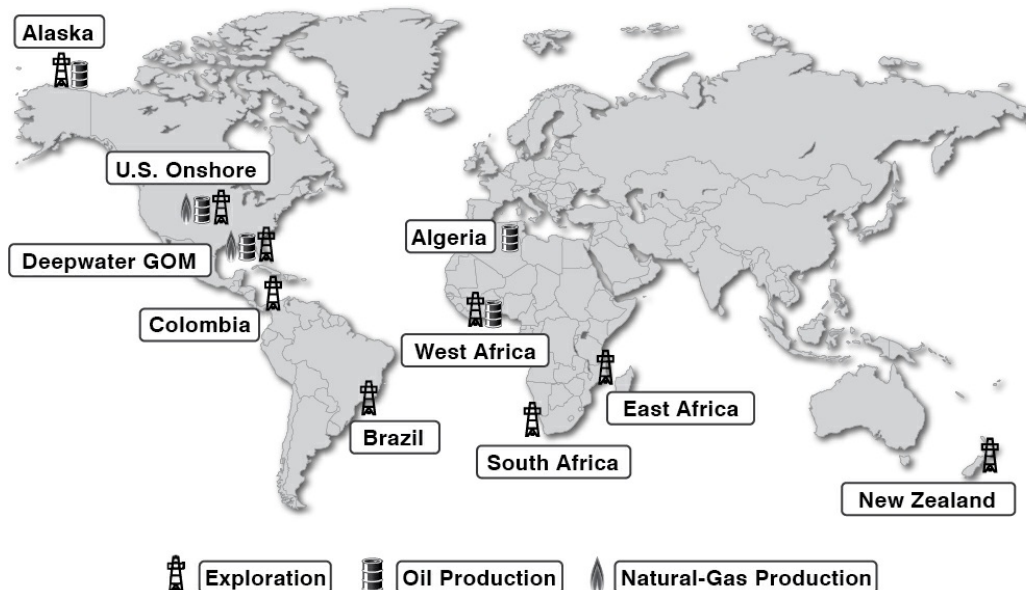 Alaska
U.S. Onshore
Algeria
Deepwater GOM
Colombia
West Africa
East Africa
Brazil
South Africa
New Zealand
Exploration
Oil Production
Natural-Gas Production